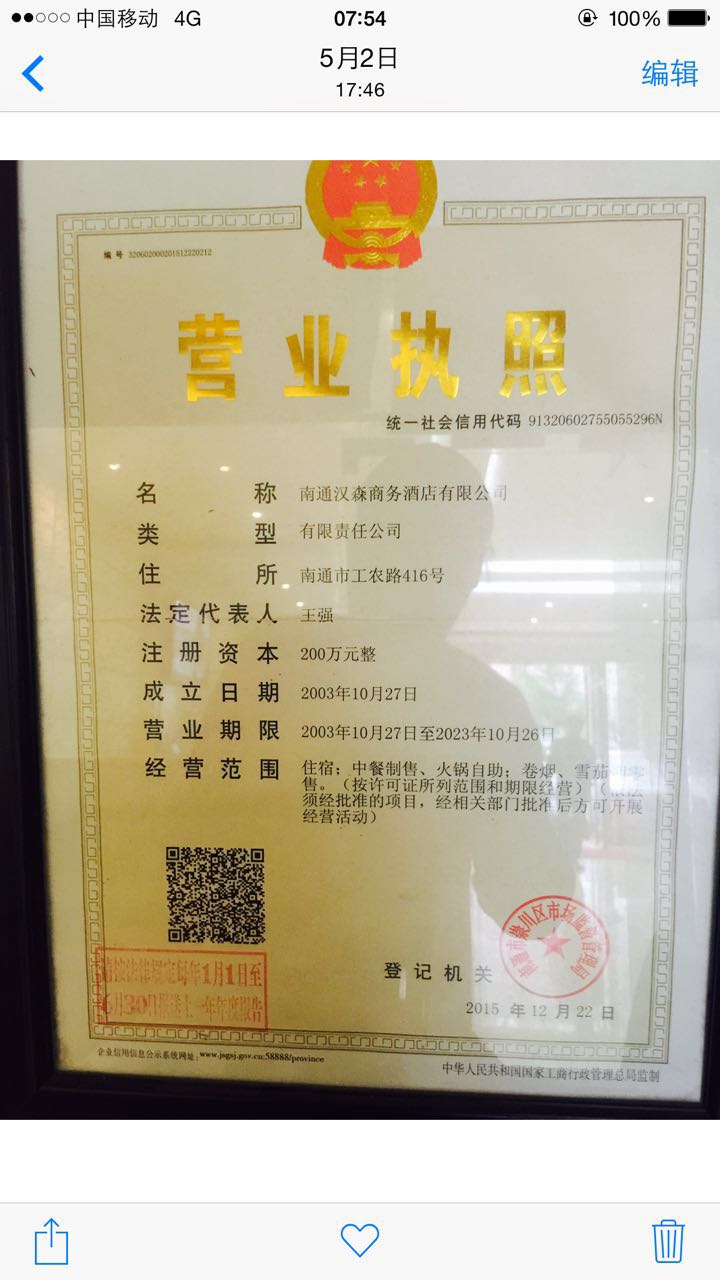 中国移动 4G 07:54 100%
5月2日
17:46
编辑
编号 320602000201512220212
营业执照
统一社会信用代码 91320602755055296N
名称 南通汉森商务酒店有限公司
类型 有限责任公司
住所 南通市工农路416号
法定代表人 王强
注册资本 200万元整
成立日期 2003年10月27日
营业期限 2003年10月27日至2023年10月26日
经营范围 住宿；中餐制售、火锅自助；卷烟、雪茄烟零
售。（按许可证所列范围和期限经营）（依法
须经批准的项目，经相关部门批准后方可开展
经营活动）
南通市崇川区市场监督管理局
登记机关
2015 年 12 月 22 日
请按法律规定每年1月1日至
6月30日报送上一年年度报告
企业信用信息公示系统网址：www.jsgsj.gov.cn:58888/province
中华人民共和国国家工商行政管理总局监制